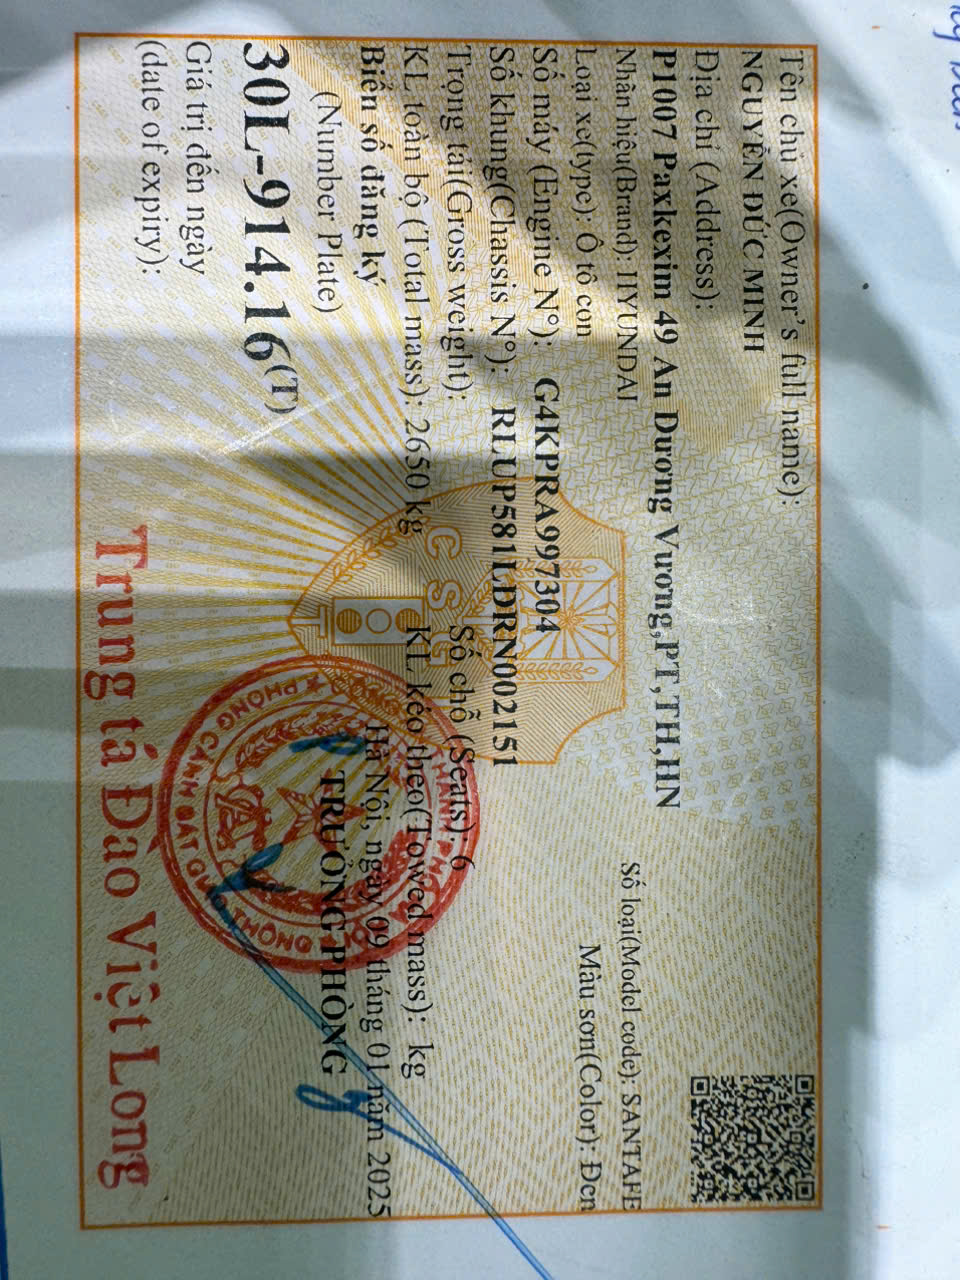 Tên chủ xe(Owner's full name):
NGUYỄN ĐỨC MINH
Địa chỉ (Address):
P1007 Paxkexim 49 An Dương Vương,PT,TH,HN
Nhãn hiệu(Brand): HYUNDAI Số loại(Model code): SANTAFE
Loại xe(type): Ô tô con Màu sơn(Color): Đen
Số máy (Engine N°): G4KPRA997304
Số khung(Chassis N°): RLUP581LDRN002151
Trọng tải(Gross weight): Số chỗ (Seats): 6
KL toàn bộ (Total mass): 2650 kg KL kéo theo(Towed mass): kg
Biển số đăng ký Hà Nội, ngày 09 tháng 01 năm 2025
(Number Plate) TRƯỞNG PHÒNG
30L-914.16(T)
Giá trị đến ngày
(date of expiry):
CSGT
PHÒNG CẢNH SÁT GIAO
Trung tá Đào Việt Long